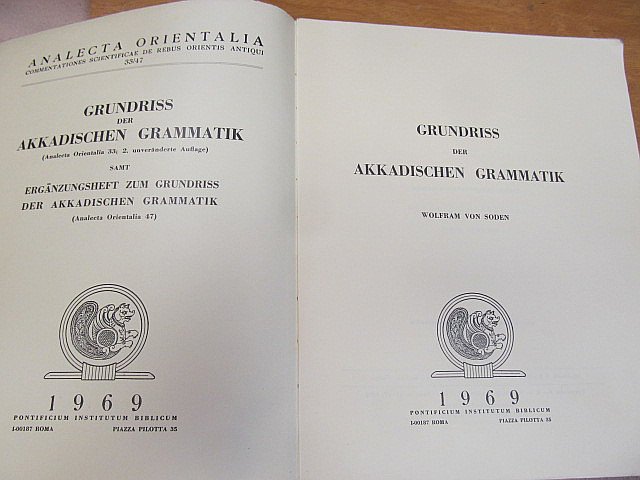 ANALECTA ORIENTALIA
COMMENTATIONES SCIENTIFICAE DE REBUS ORIENTIS ANTIQUI
33/47
GRUNDRISS
DER
AKKADISCHEN GRAMMATIK
(Analecta Orientalia 33; 2. unveränderte Auflage)
SAMT
ERGÄNZUNGSHEFT ZUM GRUNDRISS
DER AKKADISCHEN GRAMMATIK
(Analecta Orientalia 47)
1969
PONTIFICIUM INSTITUTUM BIBLICUM
I-00187 ROMA PIAZZA PILOTTA 35
GRUNDRISS
DER
AKKADISCHEN GRAMMATIK
WOLFRAM VON SODEN
1969
PONTIFICIUM INSTITUTUM BIBLICUM
I-00187 ROMA PIAZZA PILOTTA 35